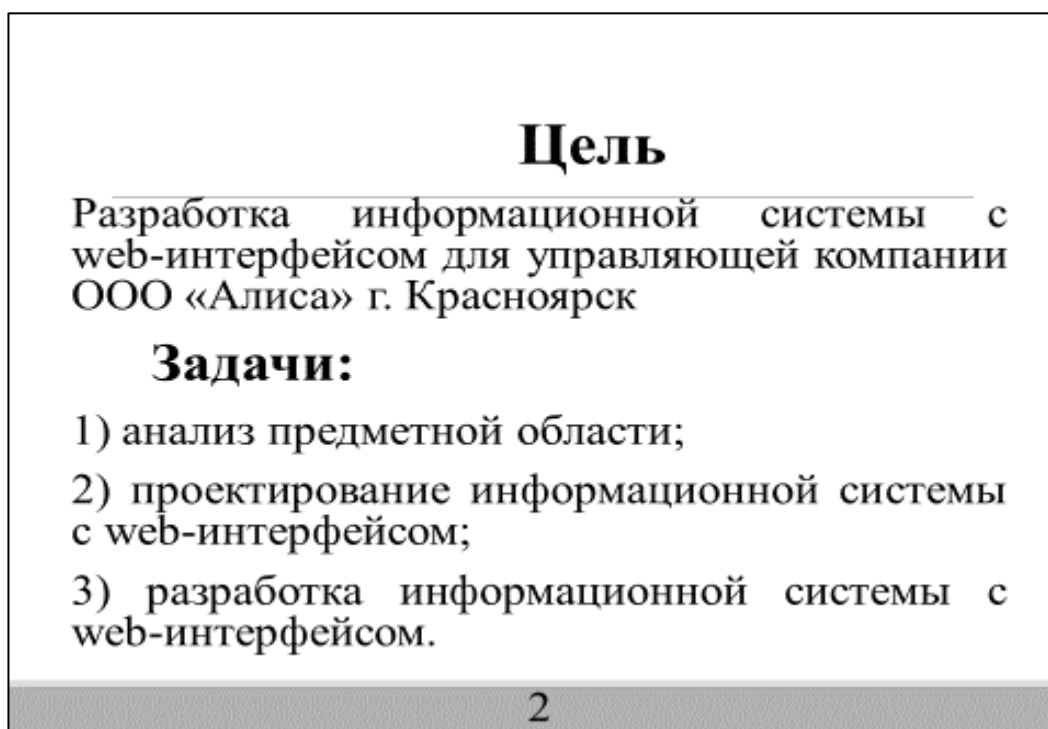 Цель
Разработка информационной системы с
web-интерфейсом для управляющей компании
ООО «Алиса» г. Красноярск
Задачи:
1) анализ предметной области;
2) проектирование информационной системы
с web-интерфейсом;
3) разработка информационной системы с
web-интерфейсом.
2